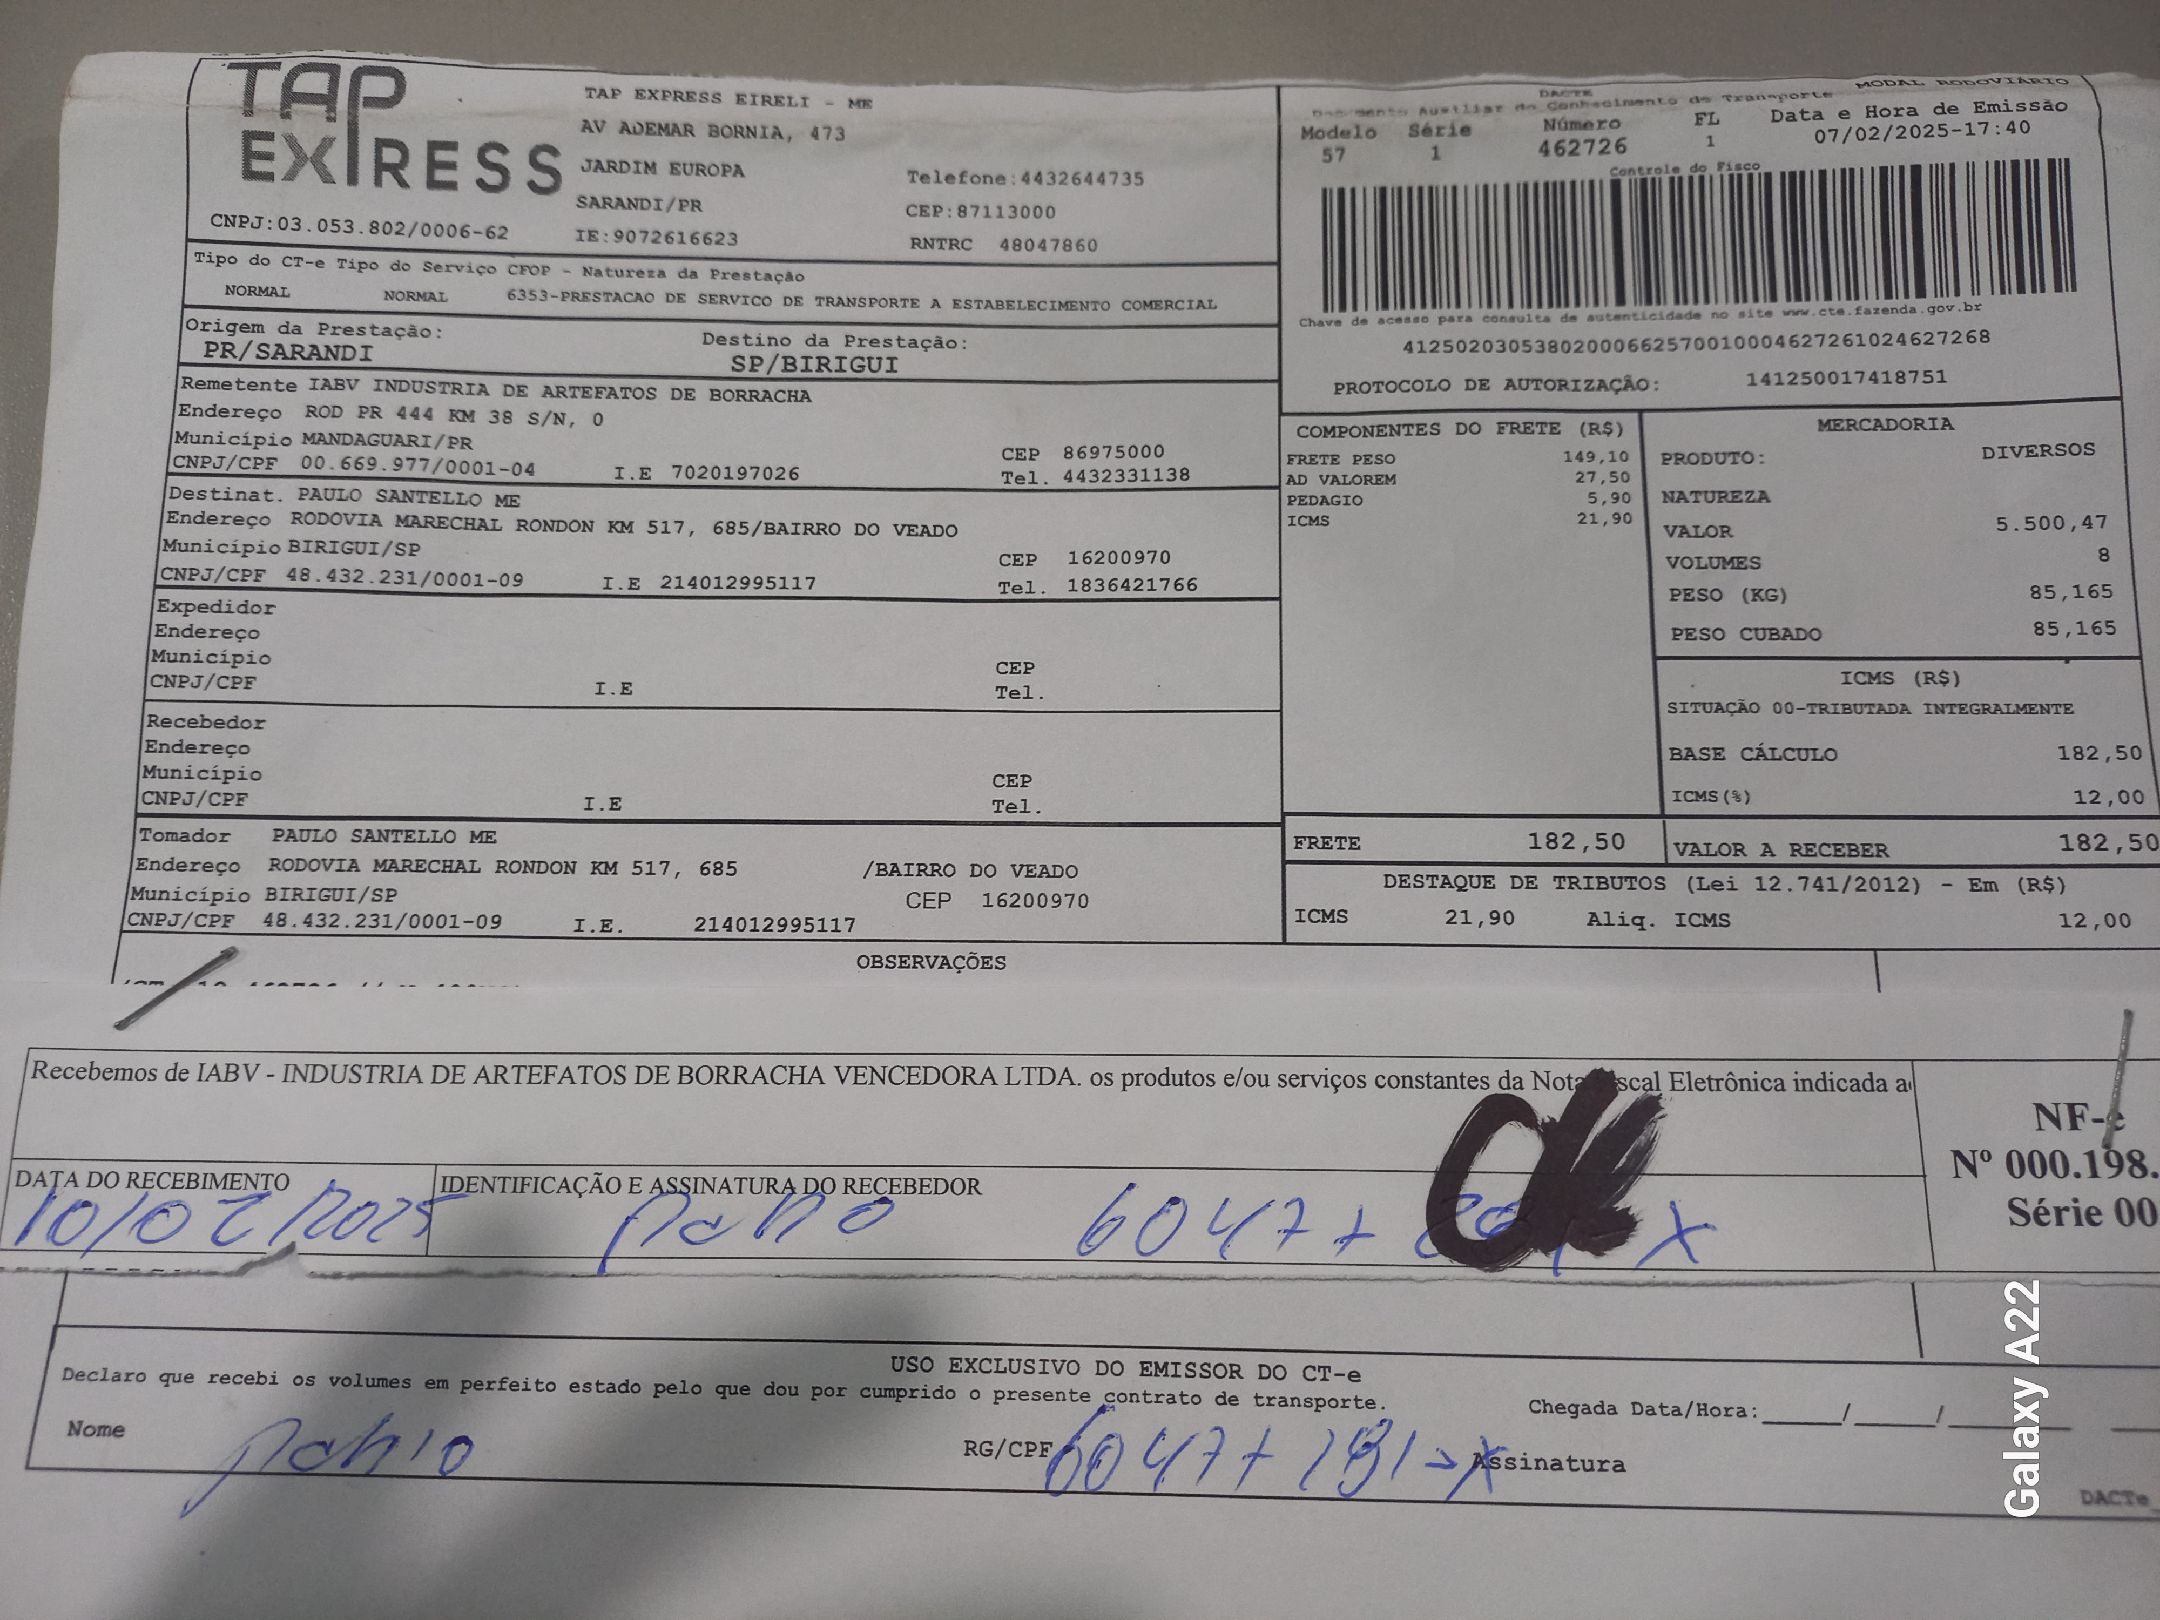 TAP
EXPRESS
CNPJ:03.053.802/0006-62
TAP EXPRESS EIRELI - ME
AV ADEMAR BORNIA, 473
JARDIM EUROPA
SARANDI/PR
IE:9072616623
Telefone:4432644735
CEP:87113000
RNTRC 48047860
MODAL RODOVIÁRIO
DACTE
Documento Auxiliar do Conhecimento de Transporte
Modelo Série Número FL Data e Hora de Emissão
57 1 462726 1 07/02/2025-17:40
Controle do Fisco
Chave de acesso para consulta de autenticidade no site www.cte.fazenda.gov.br
41250203053802000662570010004627261024627268
PROTOCOLO DE AUTORIZAÇÃO: 141250017418751
Tipo do CT-e Tipo do Serviço CFOP - Natureza da Prestação
NORMAL NORMAL 6353-PRESTACAO DE SERVICO DE TRANSPORTE A ESTABELECIMENTO COMERCIAL
Origem da Prestação: Destino da Prestação:
PR/SARANDI SP/BIRIGUI
Remetente IABV INDUSTRIA DE ARTEFATOS DE BORRACHA
Endereço ROD PR 444 KM 38 S/N, 0
Município MANDAGUARI/PR CEP 86975000
CNPJ/CPF 00.669.977/0001-04 I.E 7020197026 Tel. 4432331138
Destinat. PAULO SANTELLO ME
Endereço RODOVIA MARECHAL RONDON KM 517, 685/BAIRRO DO VEADO
Município BIRIGUI/SP CEP 16200970
CNPJ/CPF 48.432.231/0001-09 I.E 214012995117 Tel. 1836421766
Expedidor
Endereço
Município CEP
CNPJ/CPF I.E Tel.
Recebedor
Endereço
Município CEP
CNPJ/CPF I.E Tel.
Tomador PAULO SANTELLO ME
Endereço RODOVIA MARECHAL RONDON KM 517, 685 /BAIRRO DO VEADO
Município BIRIGUI/SP CEP 16200970
CNPJ/CPF 48.432.231/0001-09 I.E. 214012995117
COMPONENTES DO FRETE (R$)
FRETE PESO 149,10
AD VALOREM 27,50
PEDAGIO 5,90
ICMS 21,90
MERCADORIA
PRODUTO: DIVERSOS
NATUREZA
VALOR 5.500,47
VOLUMES 8
PESO (KG) 85,165
PESO CUBADO 85,165
ICMS (R$)
SITUAÇÃO 00-TRIBUTADA INTEGRALMENTE
BASE CÁLCULO 182,50
ICMS(%) 12,00
FRETE 182,50 VALOR A RECEBER 182,50
DESTAQUE DE TRIBUTOS (Lei 12.741/2012) - Em (R$)
ICMS 21,90 Aliq. ICMS 12,00
OBSERVAÇÕES
Recebemos de IABV - INDUSTRIA DE ARTEFATOS DE BORRACHA VENCEDORA LTDA. os produtos e/ou serviços constantes da Nota Fiscal Eletrônica indicada a
NF-e
Nº 000.198.
Série 00
DATA DO RECEBIMENTO IDENTIFICAÇÃO E ASSINATURA DO RECEBEDOR
10/02/2025
USO EXCLUSIVO DO EMISSOR DO CT-e
Declaro que recebi os volumes em perfeito estado pelo que dou por cumprido o presente contrato de transporte.
Chegada Data/Hora:____/____/____
Nome RG/CPF Assinatura
DACTe
Galaxy A22